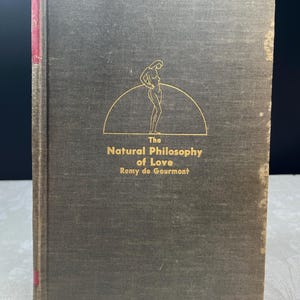 The
Natural Philosophy
of Love
Remy de Gourmont